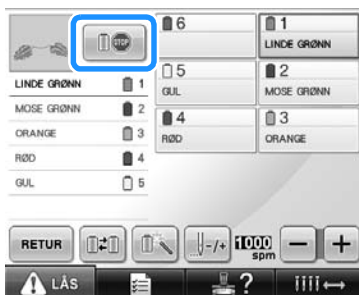 STOP
LINDE GRØNN 1
MOSE GRØNN 2
ORANGE 3
RØD 4
GUL 5
6
1
LINDE GRØNN
5
GUL
2
MOSE GRØNN
4
RØD
3
ORANGE
RETUR
-/+
1000
spm
- +
LÅS
?